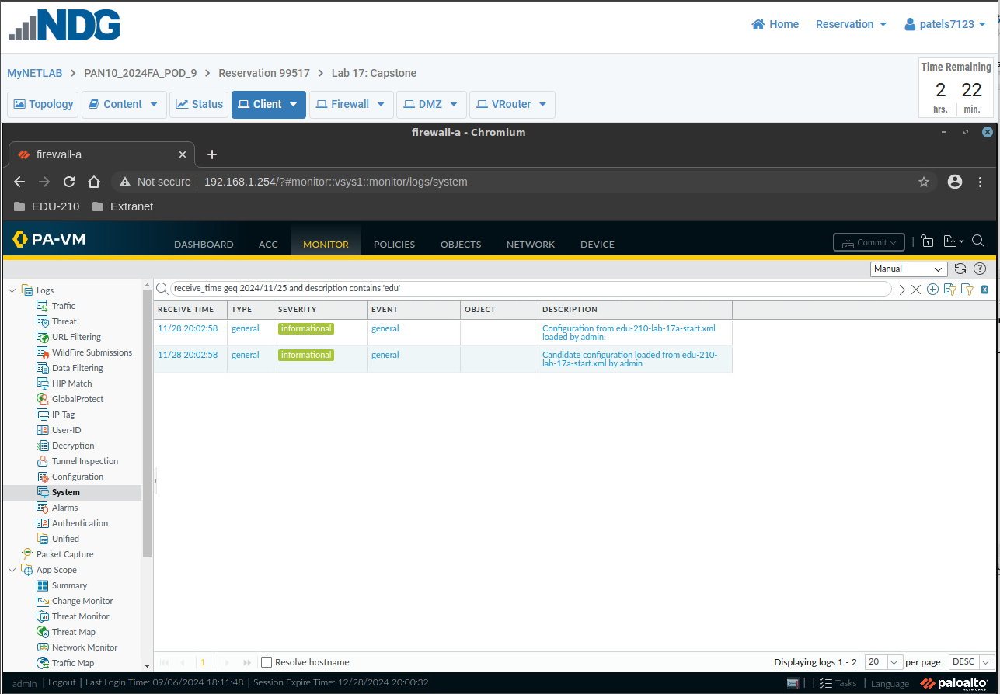 NDG
Home Reservation patels7123
MyNETLAB > PAN10_2024FA_POD_9 > Reservation 99517 > Lab 17: Capstone
Time Remaining
2 22
hrs. min.
Topology Content Status Client Firewall DMZ VRouter
firewall-a - Chromium
firewall-a
Not secure 192.168.1.254/?#monitor::vsys1::monitor/logs/system
EDU-210 Extranet
PA-VM
DASHBOARD ACC MONITOR POLICIES OBJECTS NETWORK DEVICE
Commit
Manual
receive_time geq 2024/11/25 and description contains 'edu'
RECEIVE TIME TYPE SEVERITY EVENT OBJECT DESCRIPTION
11/28 20:02:58 general informational general Configuration from edu-210-lab-17a-start.xml
loaded by admin.
11/28 20:02:58 general informational general Candidate configuration loaded from edu-210-
lab-17a-start.xml by admin
Logs
Traffic
Threat
URL Filtering
WildFire Submissions
Data Filtering
HIP Match
GlobalProtect
IP-Tag
User-ID
Decryption
Tunnel Inspection
Configuration
System
Alarms
Authentication
Unified
Packet Capture
App Scope
Summary
Change Monitor
Threat Monitor
Threat Map
Network Monitor
Traffic Map
1 Resolve hostname Displaying logs 1 - 2 20 per page DESC
admin | Logout | Last Login Time: 09/06/2024 18:11:48 | Session Expire Time: 12/28/2024 20:00:32
Tasks | Language paloalto
NETWORKS